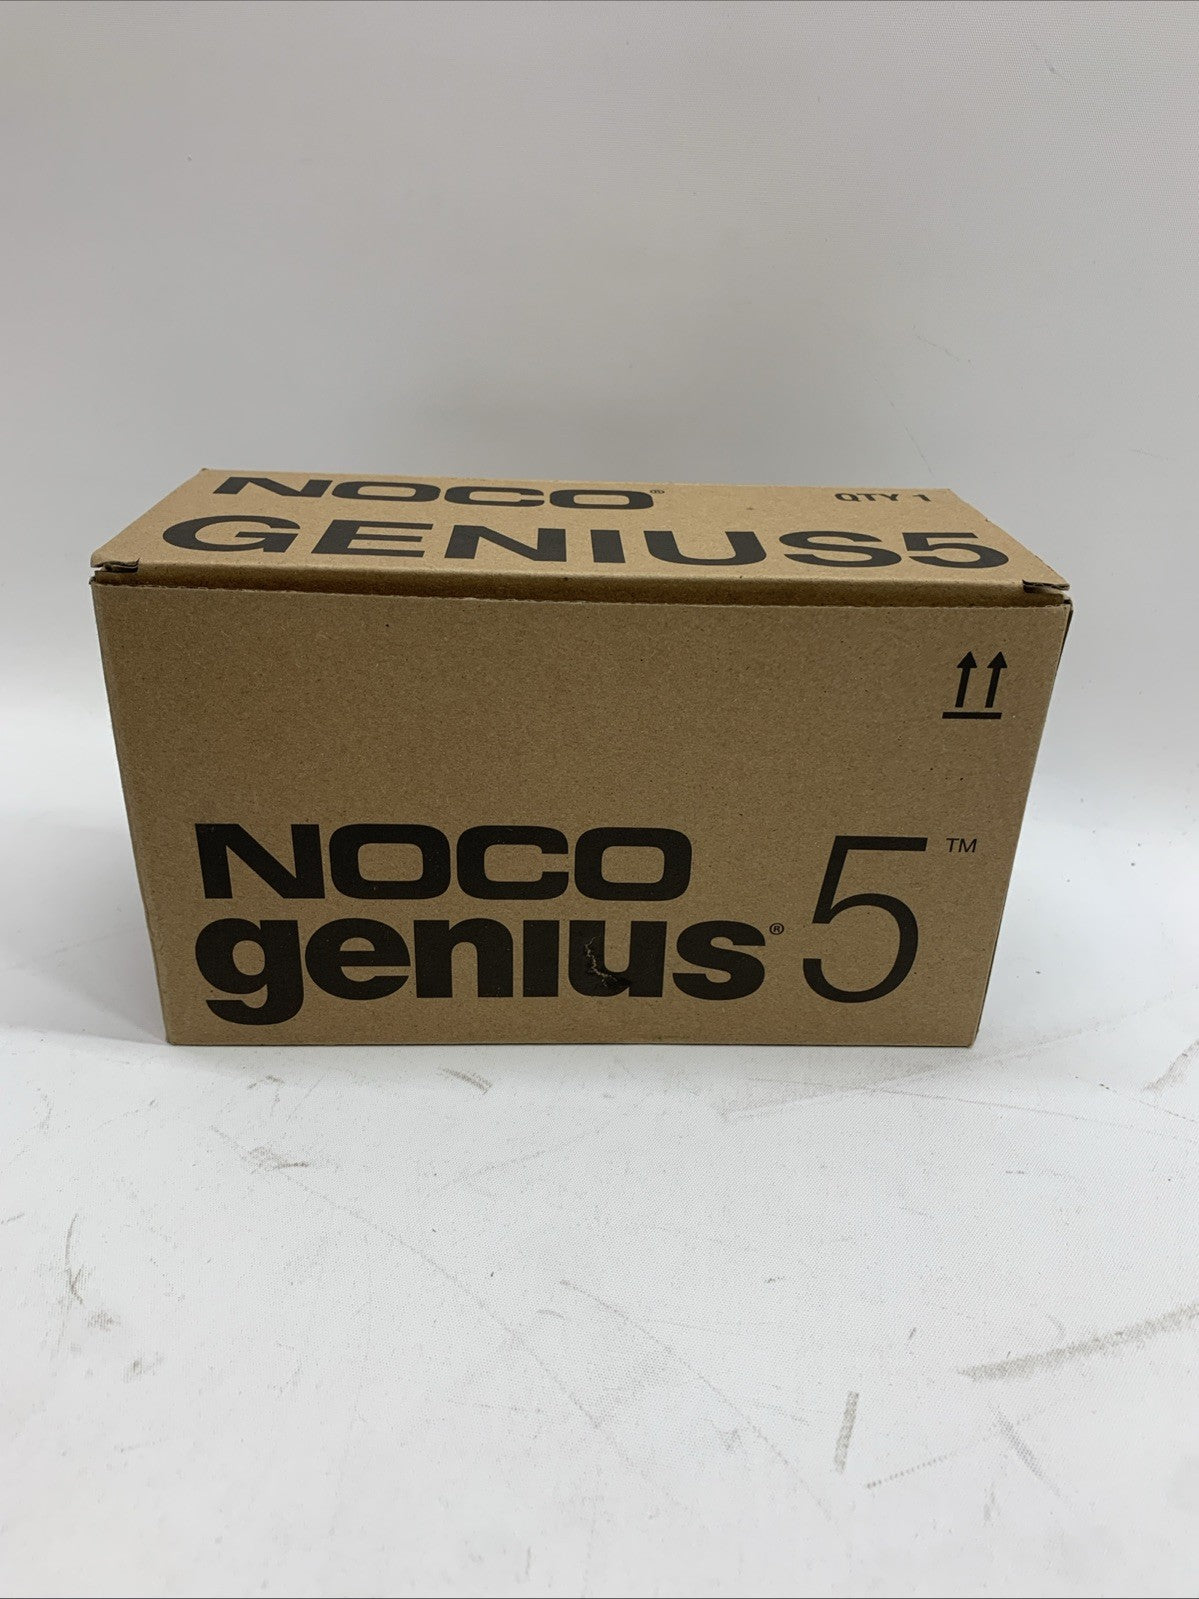 NOCO®
QTY 1
GENIUS5
NOCO
genius® 5™